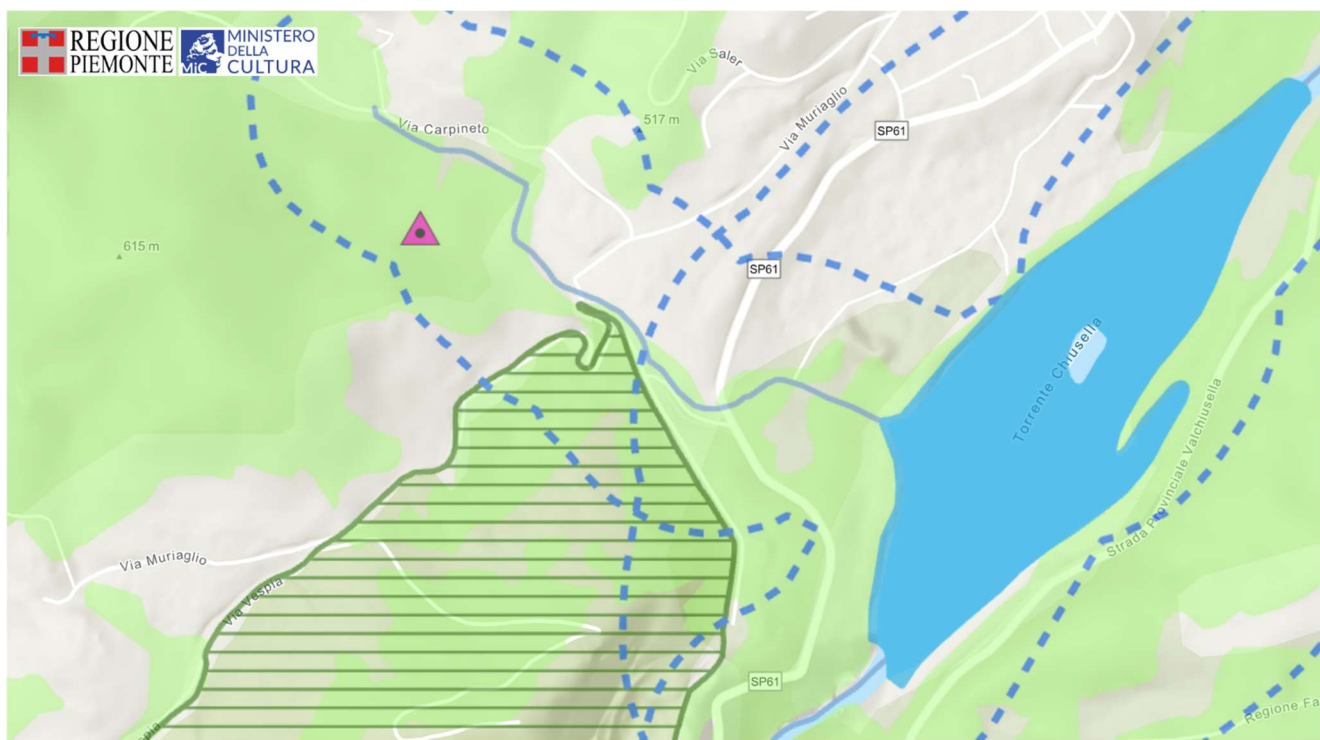 REGIONE
PIEMONTE
MiC
MINISTERO
DELLA
CULTURA
Via Saler
517 m
Via Muriaglio
Via Carpineto
SP61
615 m
SP61
Torrente Chiusella
Strada Provinciale Valchiusella
Via Muriaglio
Via Vespia
SP61
Regione Fa
pia